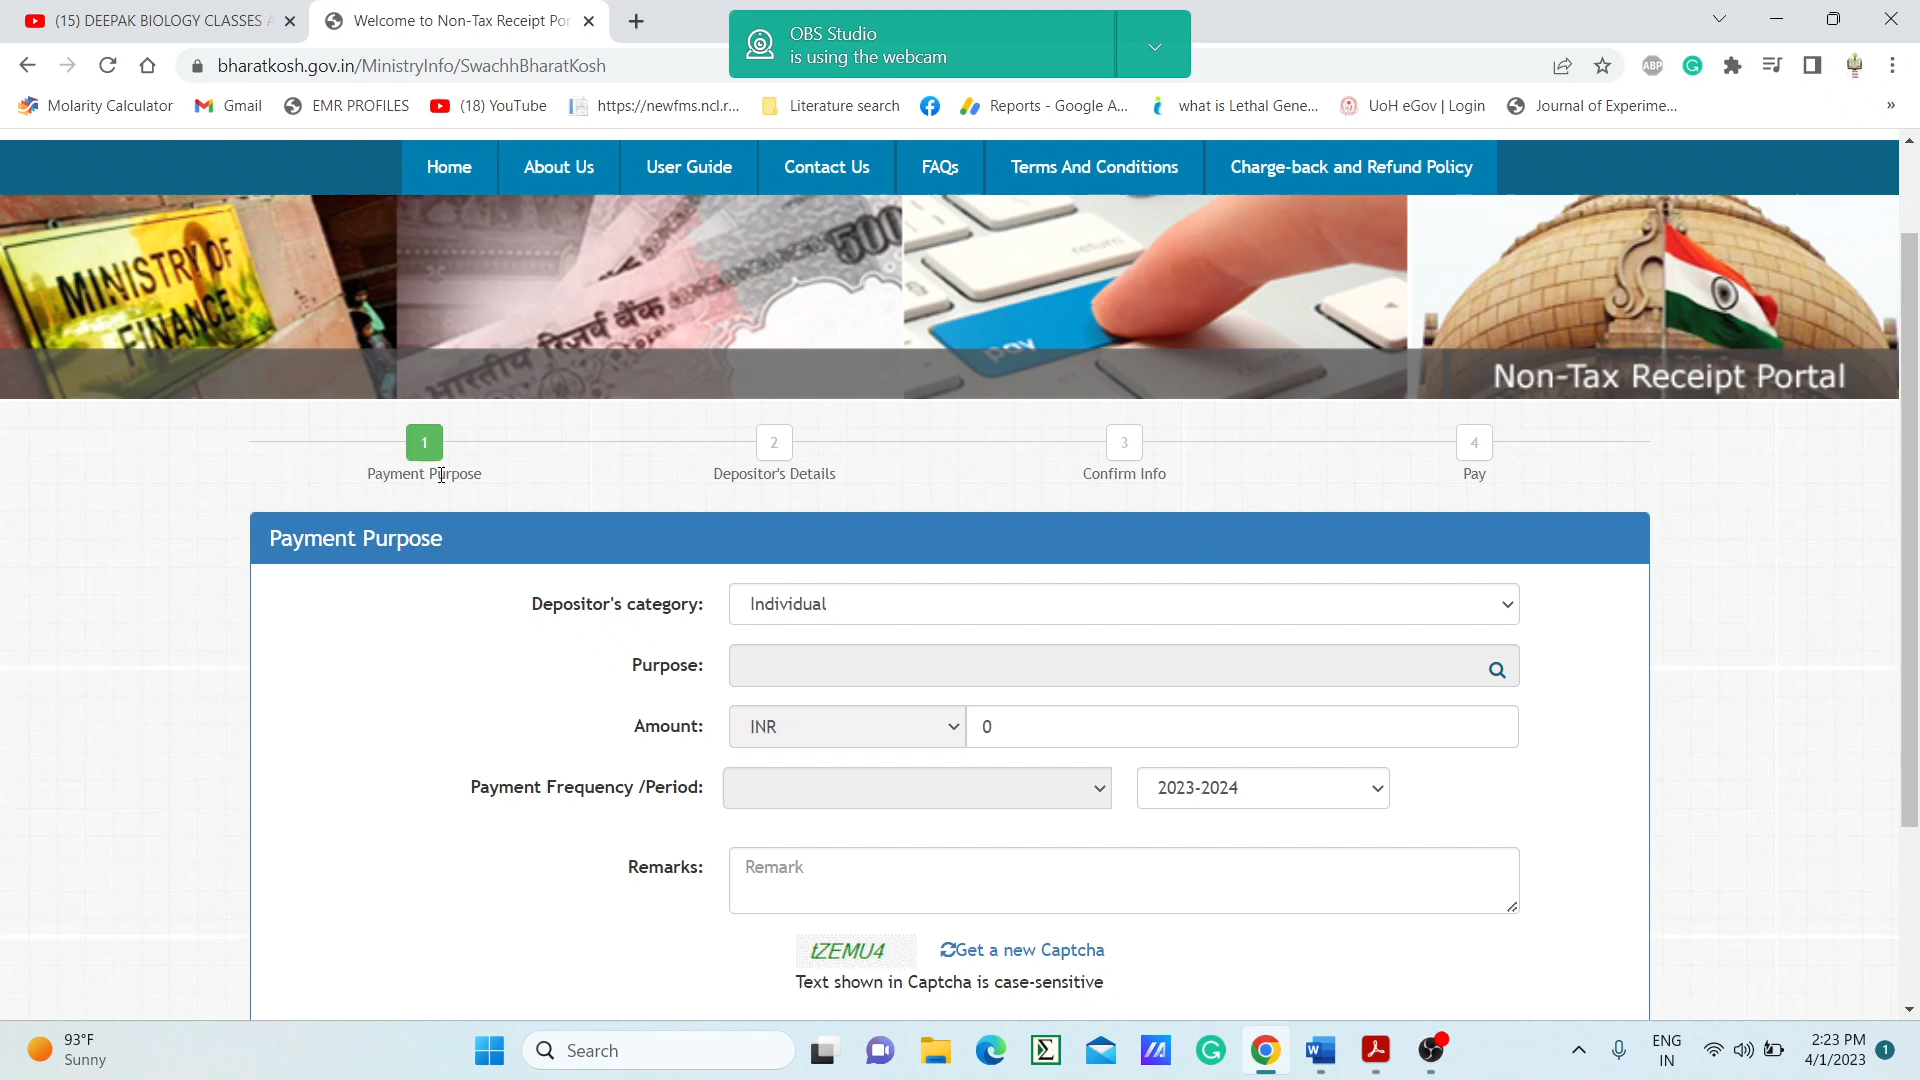 (15) DEEPAK BIOLOGY CLASSES
Welcome to Non-Tax Receipt Por
OBS Studio
is using the webcam
bharatkosh.gov.in/MinistryInfo/SwachhBharatKosh
ABP
Molarity Calculator
Gmail
EMR PROFILES
(18) YouTube
https://newfms.ncl.r...
Literature search
Reports - Google A...
what is Lethal Gene...
UoH eGov | Login
Journal of Experime...
»
Home
About Us
User Guide
Contact Us
FAQs
Terms And Conditions
Charge-back and Refund Policy
MINISTRY OF
FINANCE
500
भारतीय रिज़र्व बैंक
return
pay
Non-Tax Receipt Portal
1
2
3
4
Payment Purpose
Depositor's Details
Confirm Info
Pay
Payment Purpose
Depositor's category: Individual
Purpose:
Amount: INR 0
Payment Frequency /Period: 2023-2024
Remarks: Remark
tZEMU4 Get a new Captcha
Text shown in Captcha is case-sensitive
93°F
Sunny
Search
ENG
IN
2:23 PM
4/1/2023
1